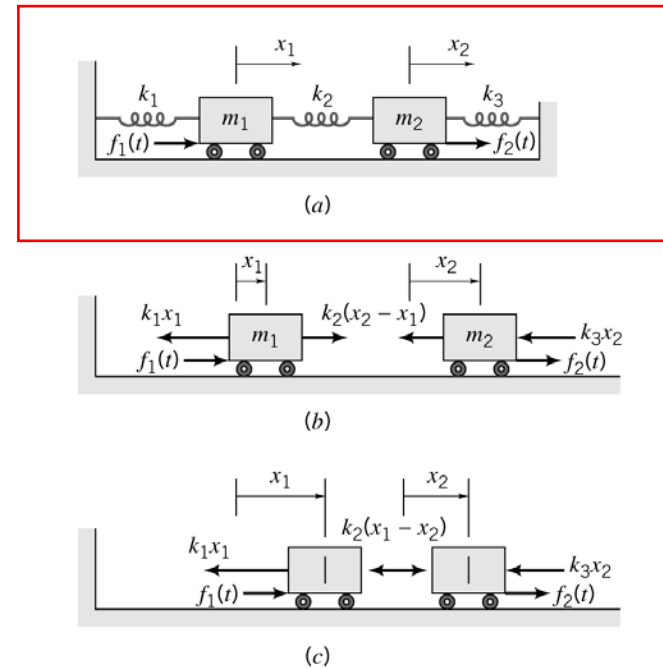 x₁ x₂
k₁ k₂ k₃
m₁ m₂
f₁(t) f₂(t)
(a)
x₁ x₂
k₁x₁ k₂(x₂ − x₁) k₃x₂
m₁ m₂
f₁(t) f₂(t)
(b)
x₁ x₂
k₂(x₁ − x₂)
k₁x₁ k₃x₂
f₁(t) f₂(t)
(c)